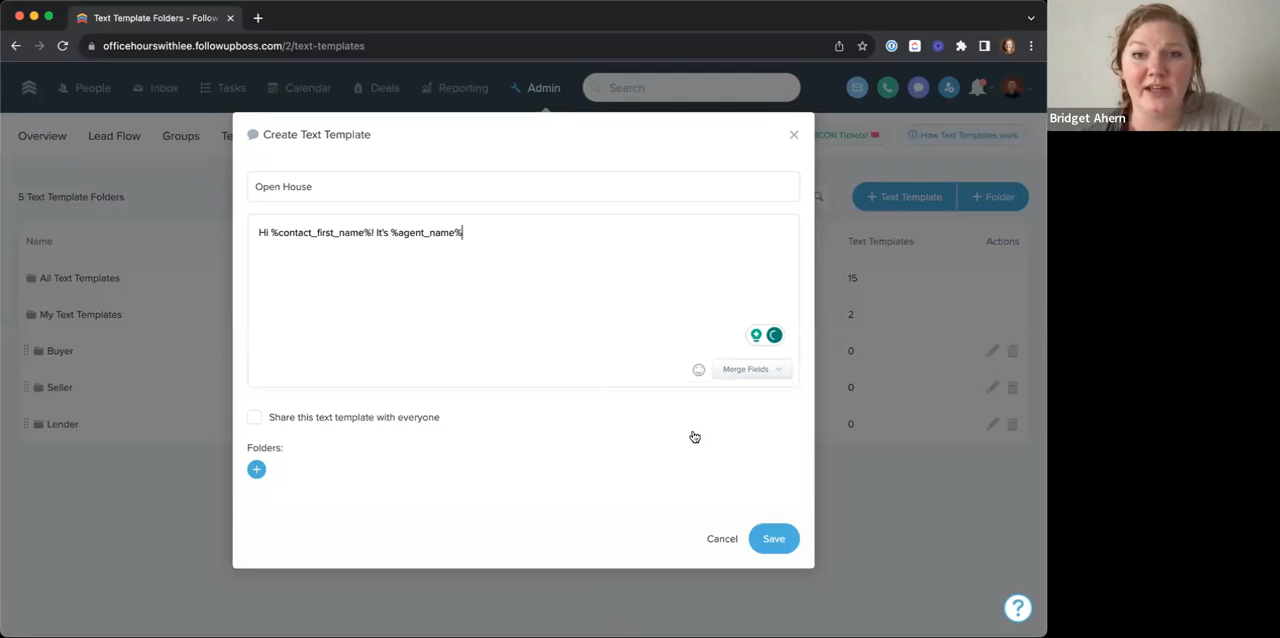 Text Template Folders - Follow
officehourswithlee.followupboss.com/2/text-templates
People
Inbox
Tasks
Calendar
Deals
Reporting
Admin
Search
Bridget Ahern
Overview
Lead Flow
Groups
Te
Create Text Template
ICON Tickets!
How Text Templates work
5 Text Template Folders
Open House
+ Text Template
+ Folder
Hi %contact_first_name%! It's %agent_name%
Name
Text Templates
Actions
All Text Templates
15
My Text Templates
2
Buyer
0
Merge Fields
Seller
0
Share this text template with everyone
Lender
0
Folders:
Cancel
Save
?